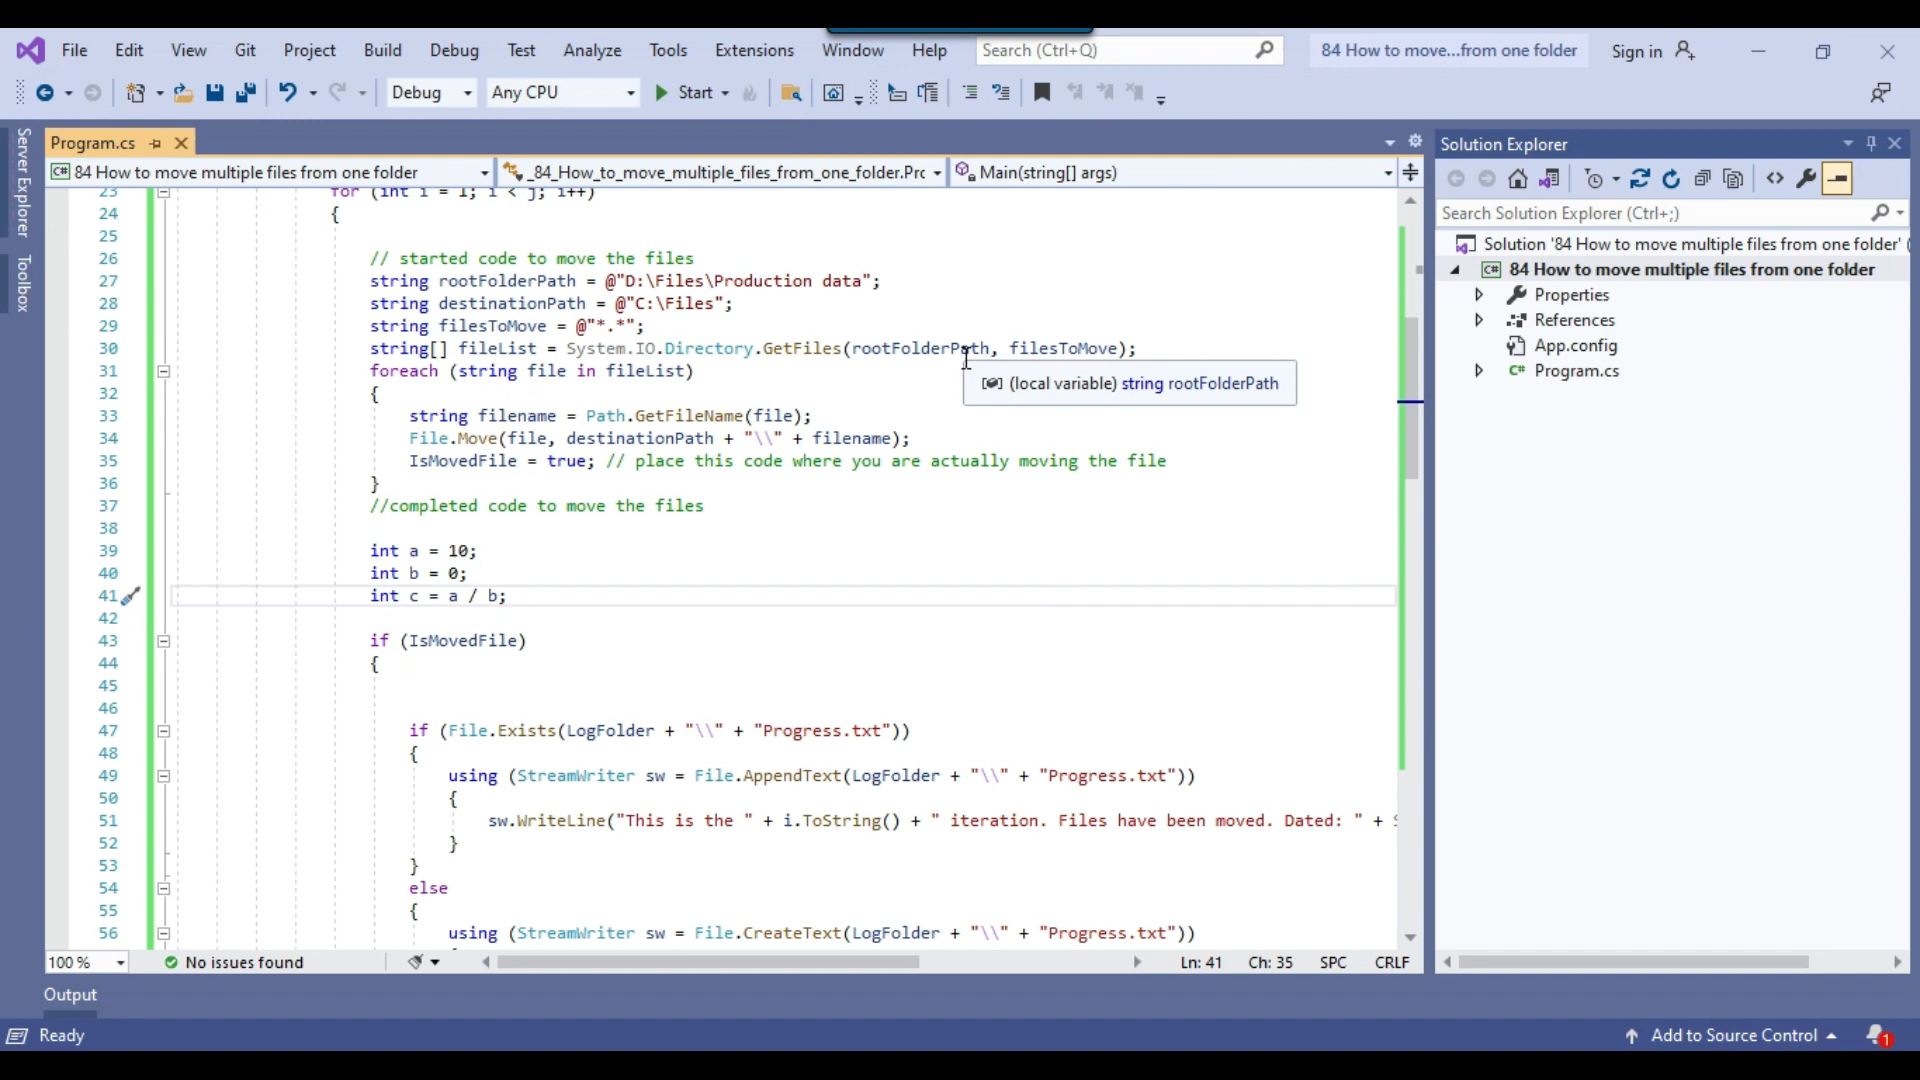 File Edit View Git Project Build Debug Test Analyze Tools Extensions Window Help Search (Ctrl+Q) 84 How to move...from one folder Sign in
Debug Any CPU Start
Server Explorer
Toolbox
Program.cs
84 How to move multiple files from one folder _84_How_to_move_multiple_files_from_one_folder.Prc Main(string[] args)
23 for (int i = 1; i < j; i++)
24 {
25
26 // started code to move the files
27 string rootFolderPath = @"D:\Files\Production data";
28 string destinationPath = @"C:\Files";
29 string filesToMove = @"*.*";
30 string[] fileList = System.IO.Directory.GetFiles(rootFolderPath, filesToMove);
31 foreach (string file in fileList)
(local variable) string rootFolderPath
32 {
33 string filename = Path.GetFileName(file);
34 File.Move(file, destinationPath + "\\" + filename);
35 IsMovedFile = true; // place this code where you are actually moving the file
36 }
37 //completed code to move the files
38
39 int a = 10;
40 int b = 0;
41 int c = a / b;
42
43 if (IsMovedFile)
44 {
45
46
47 if (File.Exists(LogFolder + "\\" + "Progress.txt"))
48 {
49 using (StreamWriter sw = File.AppendText(LogFolder + "\\" + "Progress.txt"))
50 {
51 sw.WriteLine("This is the " + i.ToString() + " iteration. Files have been moved. Dated: " +
52 }
53 }
54 else
55 {
56 using (StreamWriter sw = File.CreateText(LogFolder + "\\" + "Progress.txt"))
100 % No issues found Ln: 41 Ch: 35 SPC CRLF
Solution Explorer
Search Solution Explorer (Ctrl+;)
Solution '84 How to move multiple files from one folder' (
84 How to move multiple files from one folder
Properties
References
App.config
C# Program.cs
Output
Ready Add to Source Control 1